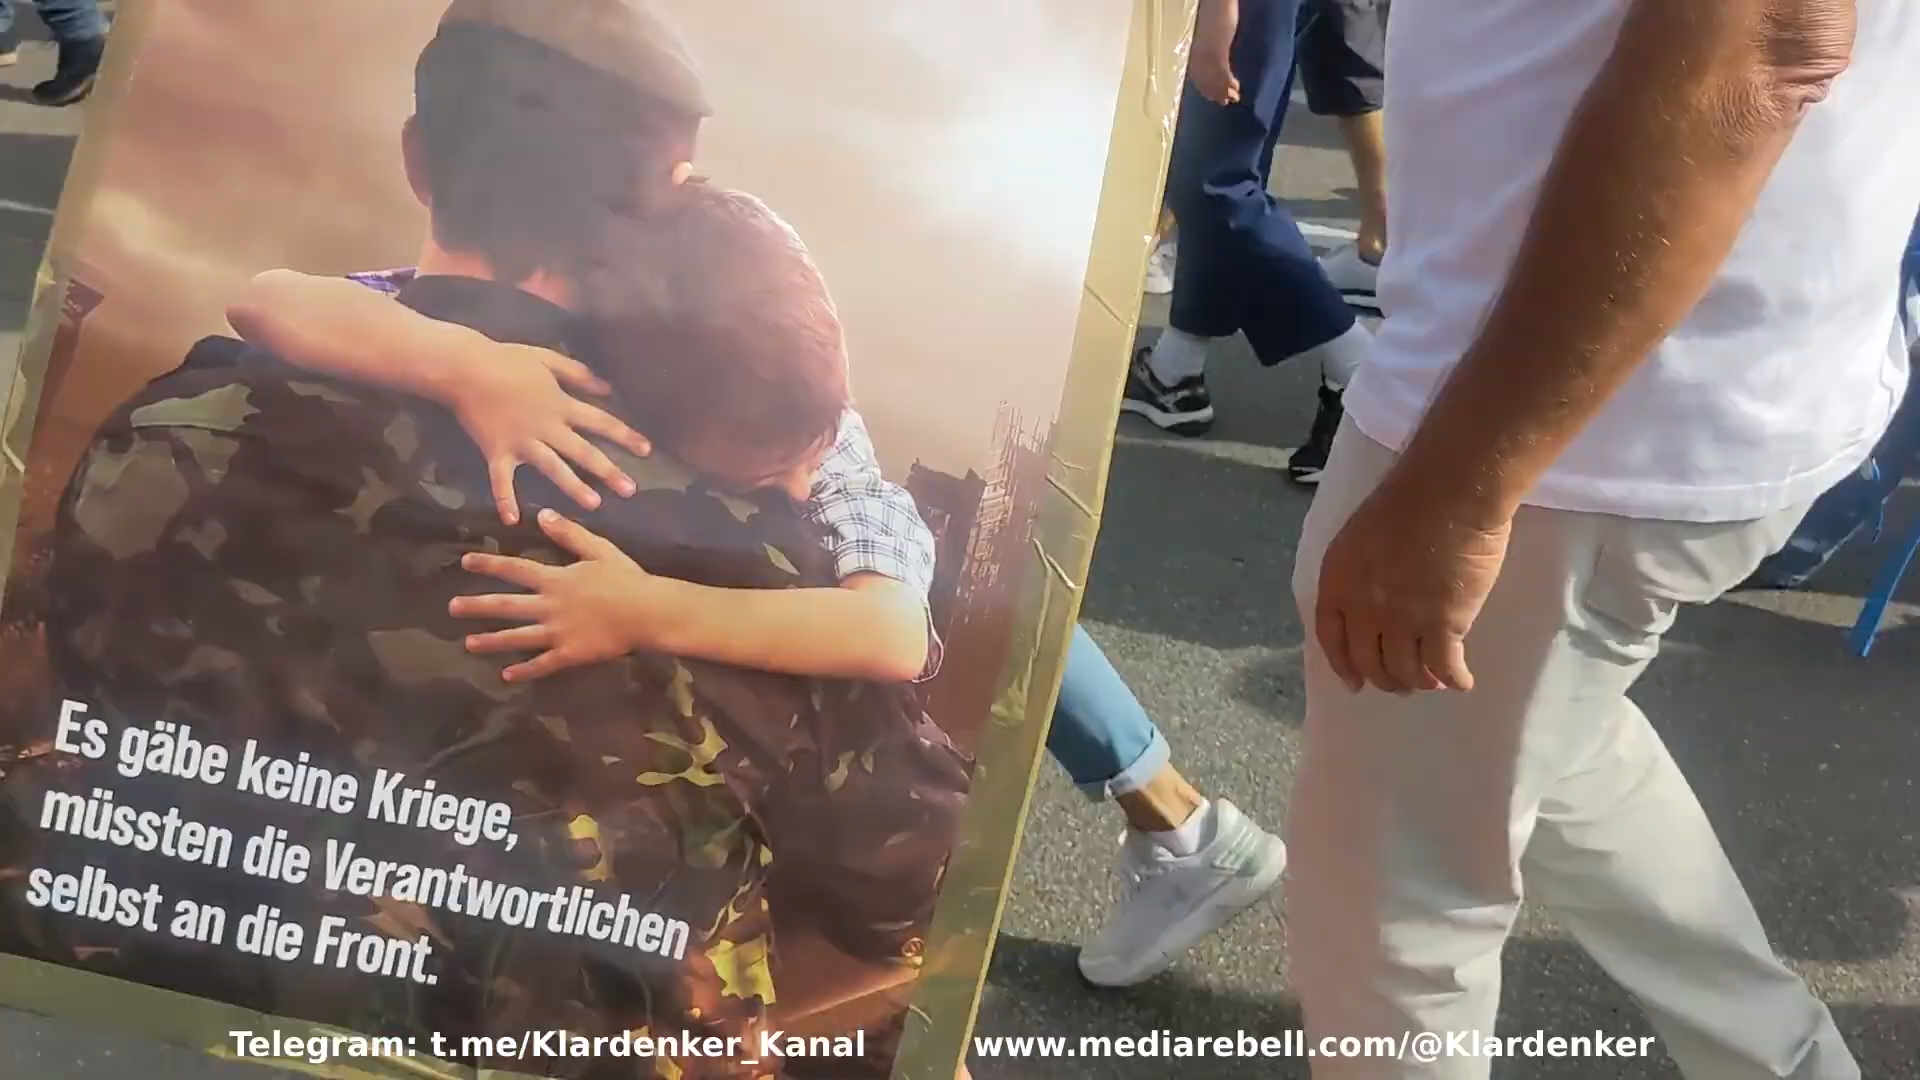 Es gäbe keine Kriege,
müssten die Verantwortlichen
selbst an die Front.
Telegram: t.me/Klardenker_Kanal
www.mediarebell.com/@Klardenker